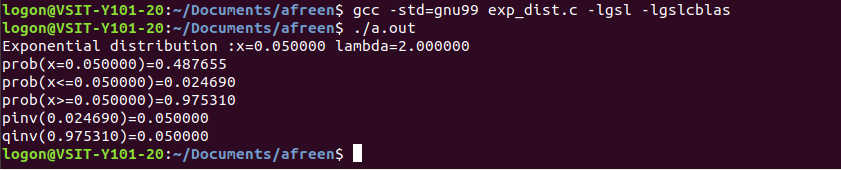 logon@VSIT-Y101-20:~/Documents/afreen$ gcc -std=gnu99 exp_dist.c -lgsl -lgslcblas
logon@VSIT-Y101-20:~/Documents/afreen$ ./a.out
Exponential distribution :x=0.050000 lambda=2.000000
prob(x=0.050000)=0.487655
prob(x<=0.050000)=0.024690
prob(x>=0.050000)=0.975310
pinv(0.024690)=0.050000
qinv(0.975310)=0.050000
logon@VSIT-Y101-20:~/Documents/afreen$